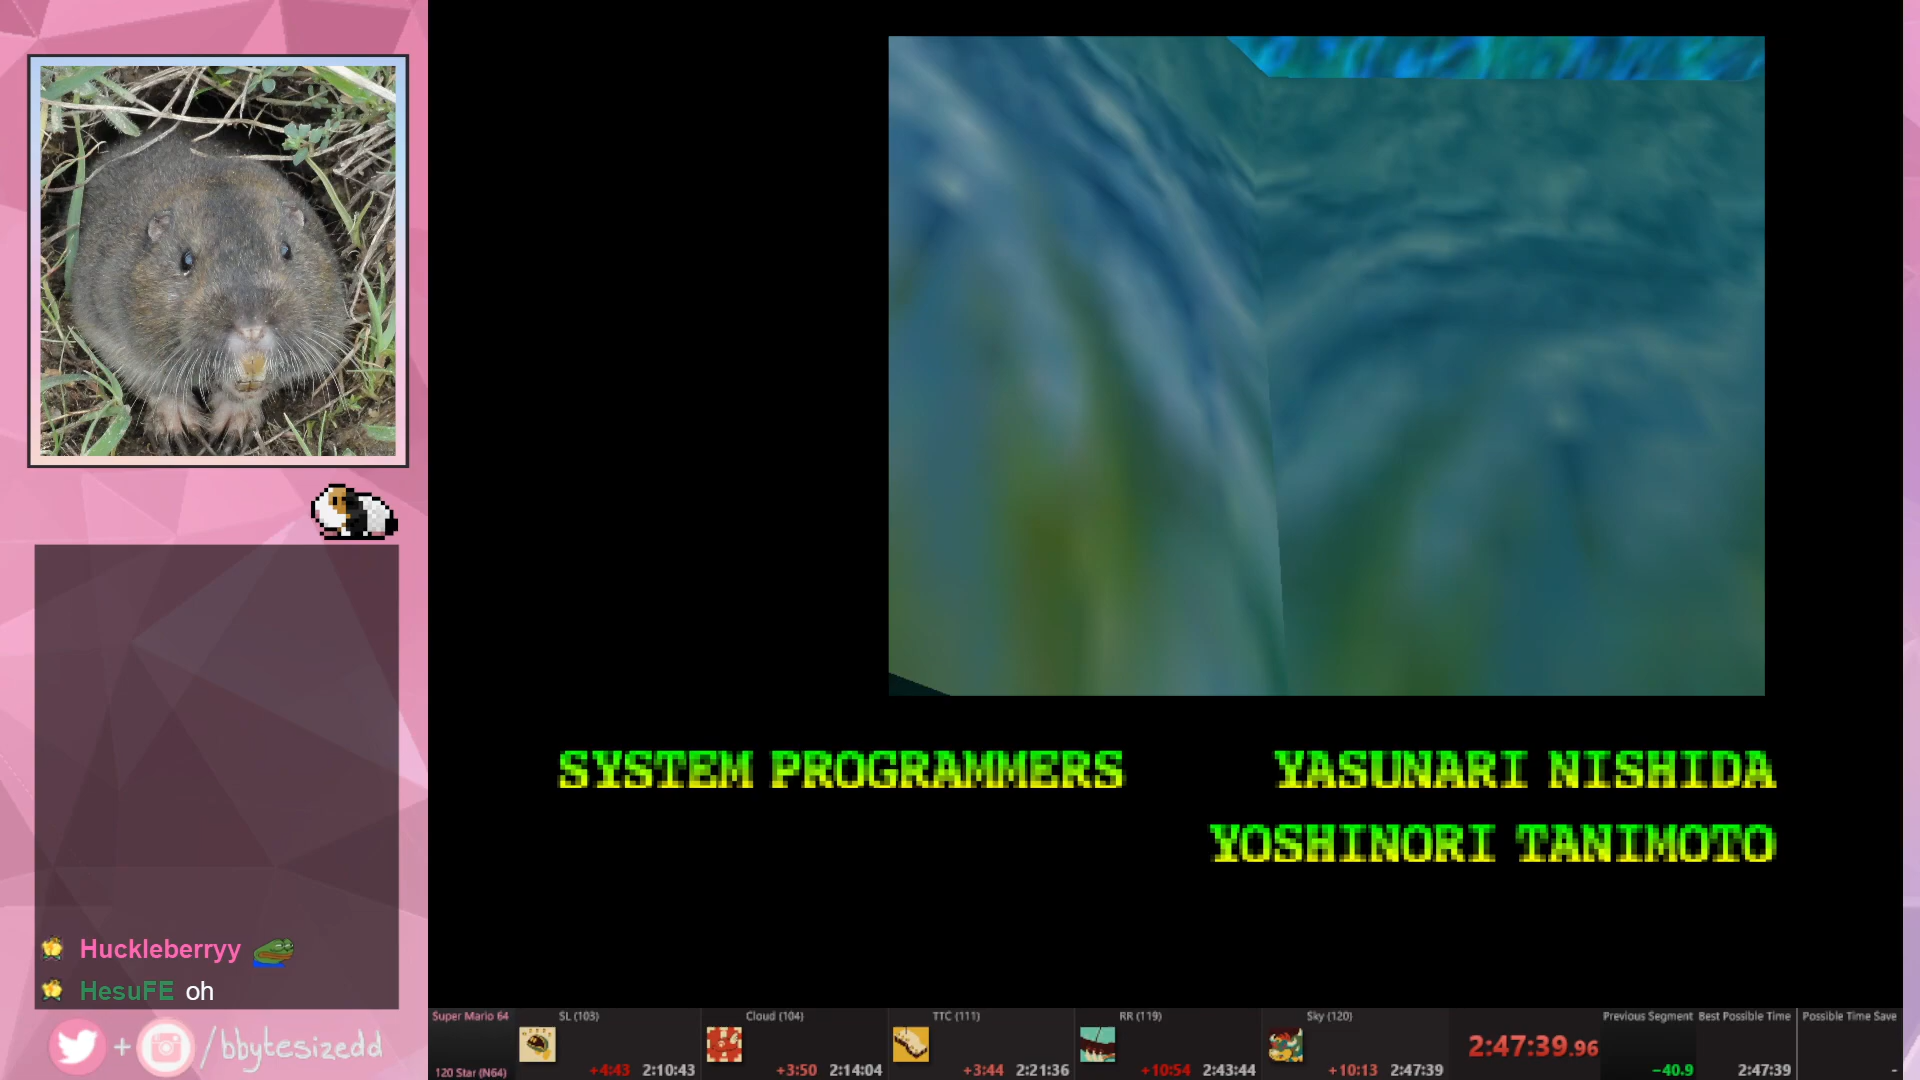 Huckleberryy
HesuFE oh
/bbytesizedd
SYSTEM PROGRAMMERS YASUNARI NISHIDA
YOSHINORI TANIMOTO
Super Mario 64
120 Star (N64)
SL (103)
+4:43 2:10:43
Cloud (104)
+3:50 2:14:04
TTC (111)
+3:44 2:21:36
RR (119)
+10:54 2:43:44
Sky (120)
+10:13 2:47:39
2:47:39.96
Previous Segment Best Possible Time Possible Time Save
-40.9 2:47:39 -